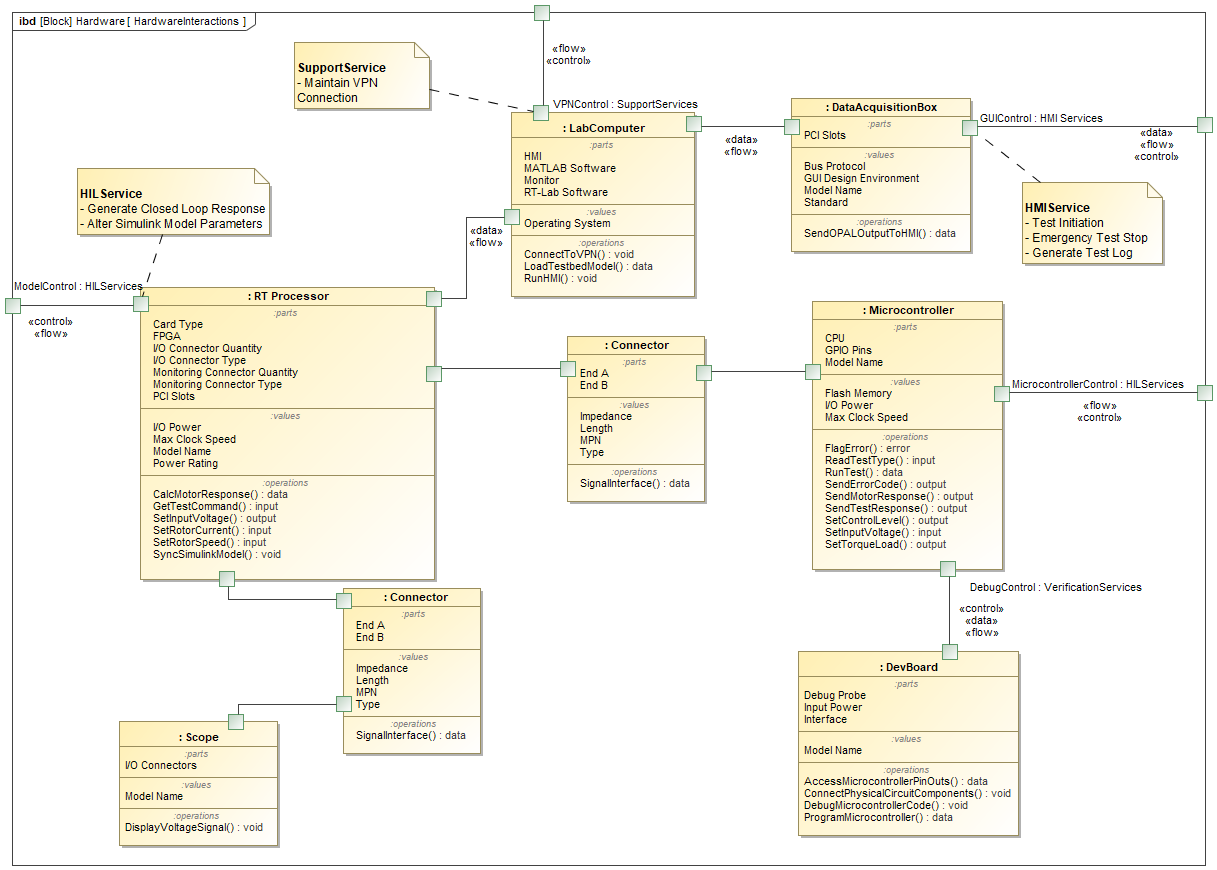 ibd [Block] Hardware [ HardwareInteractions ]
«flow»
«control»
SupportService
- Maintain VPN
Connection
VPNControl : SupportServices
: LabComputer
:parts
HMI
MATLAB Software
Monitor
RT-Lab Software
:values
Operating System
:operations
ConnectToVPN() : void
LoadTestbedModel() : data
RunHMI() : void
«data»
«flow»
: DataAcquisitionBox
:parts
PCI Slots
:values
Bus Protocol
GUI Design Environment
Model Name
Standard
:operations
SendOPALOutputToHMI() : data
GUIControl : HMI Services
«data»
«flow»
«control»
HMIService
- Test Initiation
- Emergency Test Stop
- Generate Test Log
HILService
- Generate Closed Loop Response
- Alter Simulink Model Parameters
«data»
«flow»
ModelControl : HILServices
«control»
«flow»
: RT Processor
:parts
Card Type
FPGA
I/O Connector Quantity
I/O Connector Type
Monitoring Connector Quantity
Monitoring Connector Type
PCI Slots
:values
I/O Power
Max Clock Speed
Model Name
Power Rating
:operations
CalcMotorResponse() : data
GetTestCommand() : input
SetInputVoltage() : output
SetRotorCurrent() : input
SetRotorSpeed() : input
SyncSimulinkModel() : void
: Connector
:parts
End A
End B
:values
Impedance
Length
MPN
Type
:operations
SignalInterface() : data
: Microcontroller
:parts
CPU
GPIO Pins
Model Name
:values
Flash Memory
I/O Power
Max Clock Speed
:operations
FlagError() : error
ReadTestType() : input
RunTest() : data
SendErrorCode() : output
SendMotorResponse() : output
SendTestResponse() : output
SetControlLevel() : output
SetInputVoltage() : input
SetTorqueLoad() : output
MicrocontrollerControl : HILServices
«flow»
«control»
DebugControl : VerificationServices
«control»
«data»
«flow»
: Connector
:parts
End A
End B
:values
Impedance
Length
MPN
Type
:operations
SignalInterface() : data
: Scope
:parts
I/O Connectors
:values
Model Name
:operations
DisplayVoltageSignal() : void
: DevBoard
:parts
Debug Probe
Input Power
Interface
:values
Model Name
:operations
AccessMicrocontrollerPinOuts() : data
ConnectPhysicalCircuitComponents() : void
DebugMicrocontrollerCode() : void
ProgramMicrocontroller() : data